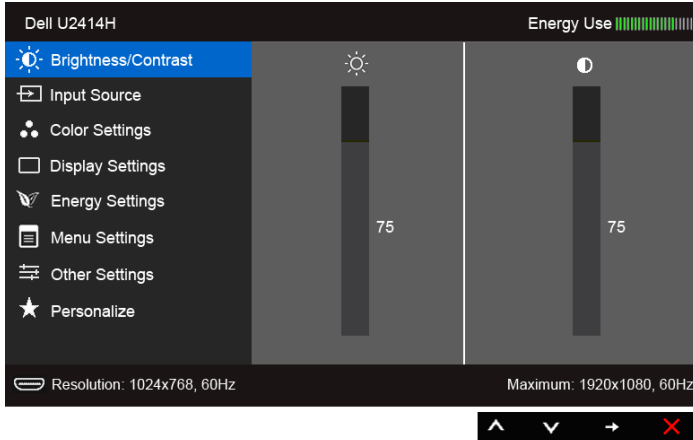 Dell U2414H
Energy Use
Brightness/Contrast
Input Source
Color Settings
Display Settings
Energy Settings
Menu Settings
Other Settings
Personalize
75
75
Resolution: 1024x768, 60Hz
Maximum: 1920x1080, 60Hz